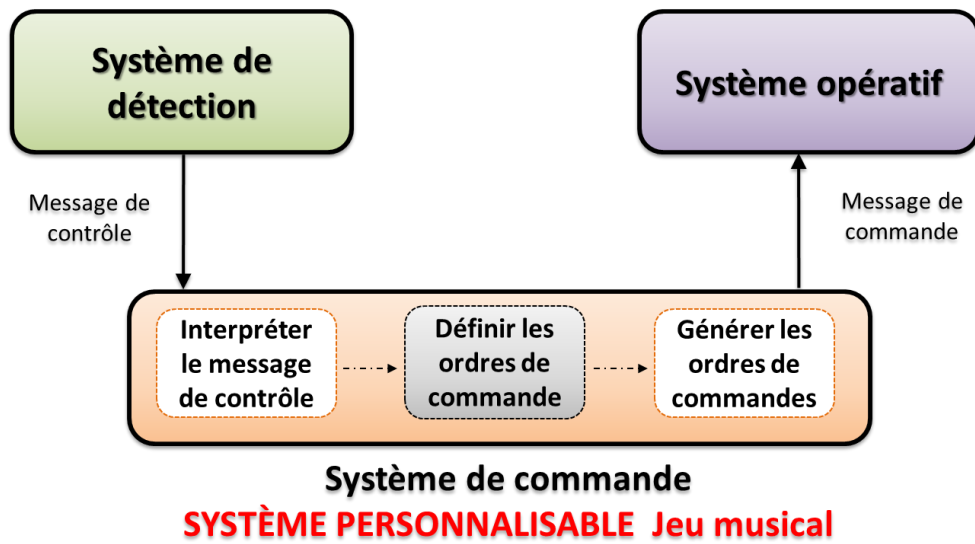 Système de
détection
Système opératif
Message de
contrôle
Message de
commande
Interpréter
le message
de contrôle
Définir les
ordres de
commande
Générer les
ordres de
commandes
Système de commande
SYSTÈME PERSONNALISABLE Jeu musical